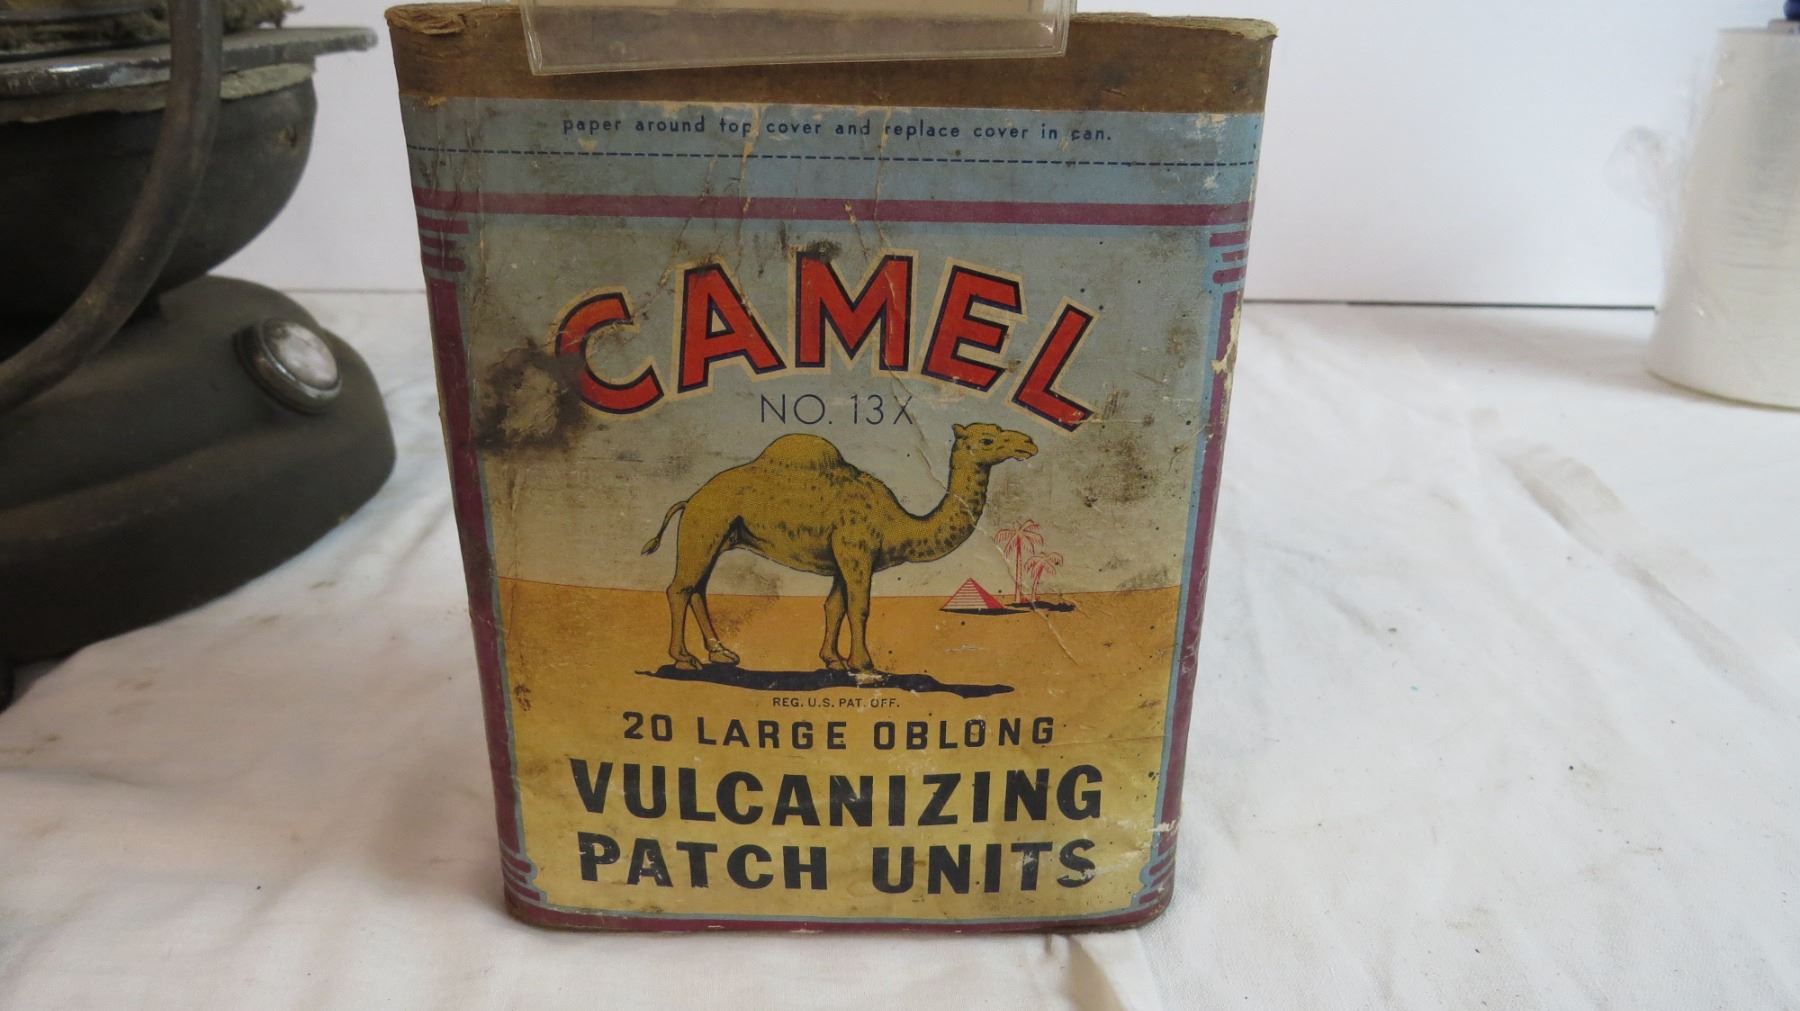 paper around top cover and replace cover in can.
CAMEL
NO. 13X
REG. U.S. PAT. OFF.
20 LARGE OBLONG
VULCANIZING
PATCH UNITS